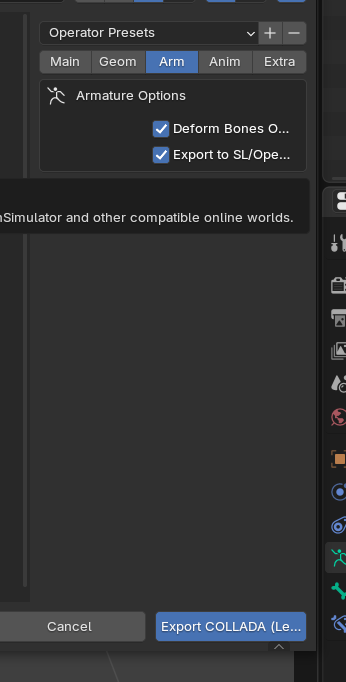 Operator Presets
Main Geom Arm Anim Extra
Armature Options
Deform Bones O...
Export to SL/Ope...
nSimulator and other compatible online worlds.
Cancel Export COLLADA (Le...